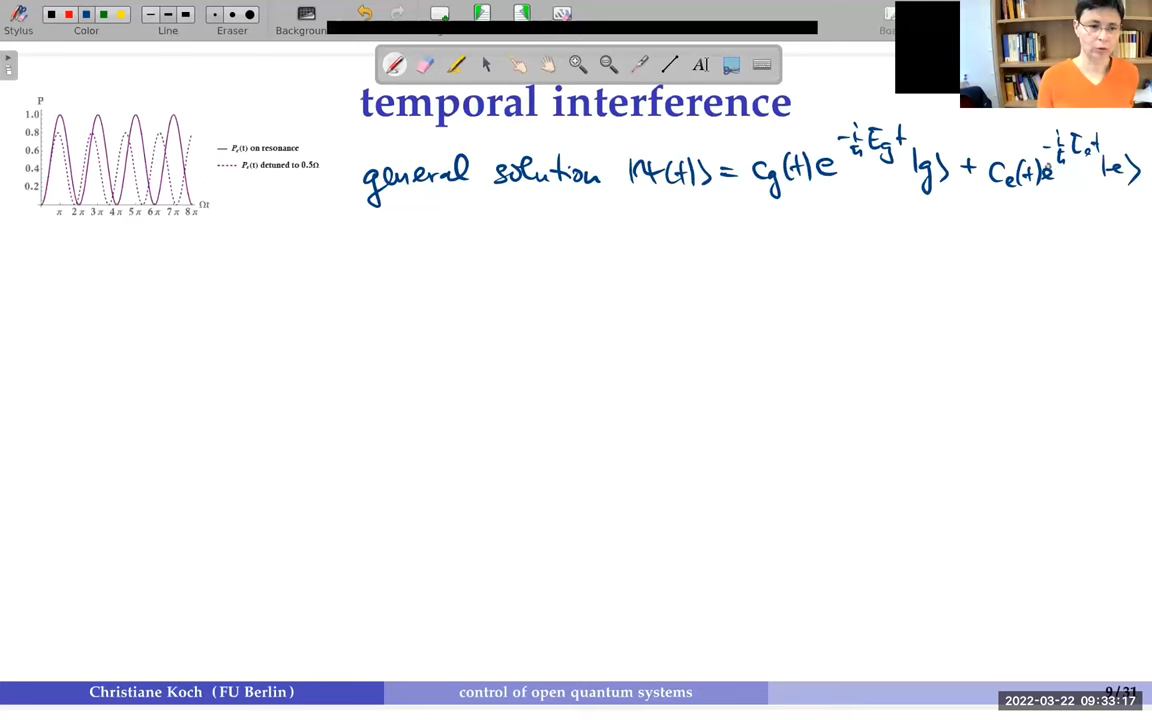 Stylus Color Line Eraser Backgroun
temporal interference
P
1.0
0.8
0.6
0.4
0.2
π 2π 3π 4π 5π 6π 7π 8π Ωt
Pe(t) on resonance
Pe(t) detuned to 0.5Ω
general solution |ψ(t)⟩ = cg(t)e^{-i/ħ Eg t} |g⟩ + ce(t)e^{-i/ħ Ee t} |e⟩
Christiane Koch (FU Berlin) control of open quantum systems 9/31
2022-03-22 09:33:17